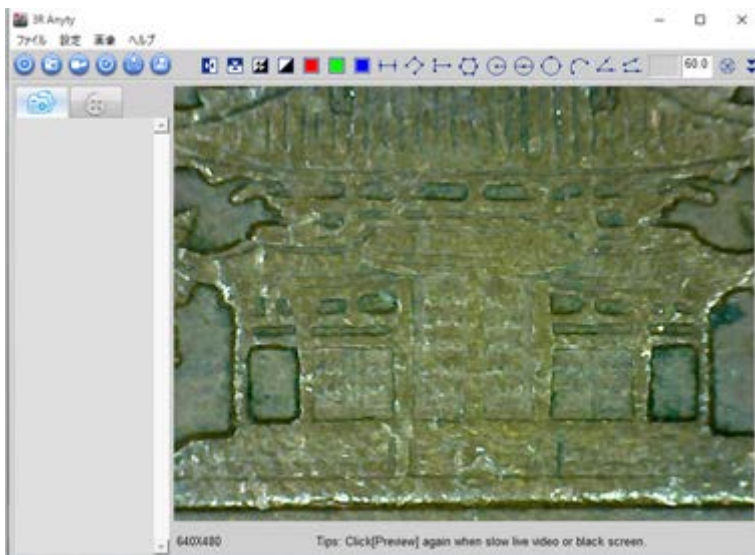 3R Anyty
ファイル 設定 画像 ヘルプ
60.0
640X480
Tips: Click[Preview] again when slow live video or black screen.